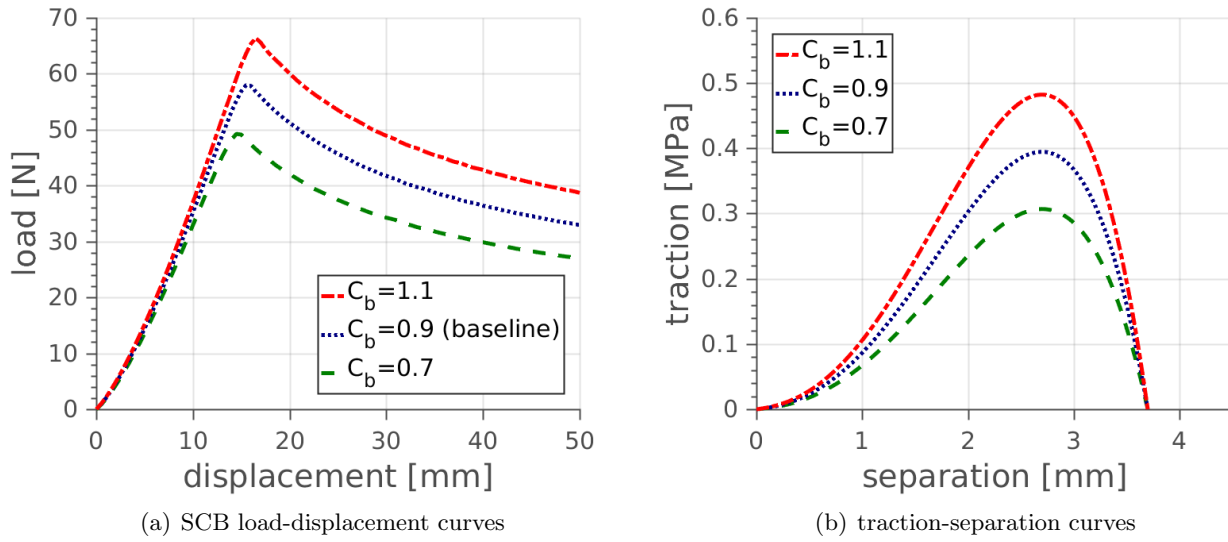 70
60
50
40
30
20
10
0
load [N]
C_b=1.1
C_b=0.9 (baseline)
C_b=0.7
0 10 20 30 40 50
displacement [mm]
(a) SCB load-displacement curves
0.6
0.5
0.4
0.3
0.2
0.1
0
traction [MPa]
C_b=1.1
C_b=0.9
C_b=0.7
0 1 2 3 4
separation [mm]
(b) traction-separation curves